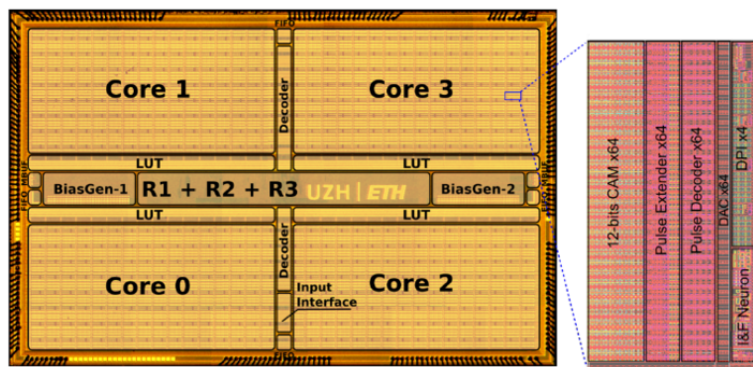 FIFO
Core 1
Decoder
Core 3
LUT
LUT
FIFO MBUF
BiasGen-1
R1 + R2 + R3
UZH | ETH
BiasGen-2
LUT
LUT
Core 0
Decoder
Core 2
Input
Interface
FIFO
12-bits CAM x64
Pulse Extender x64
Pulse Decoder x64
DAC x64
DPI x4
I&F Neuron